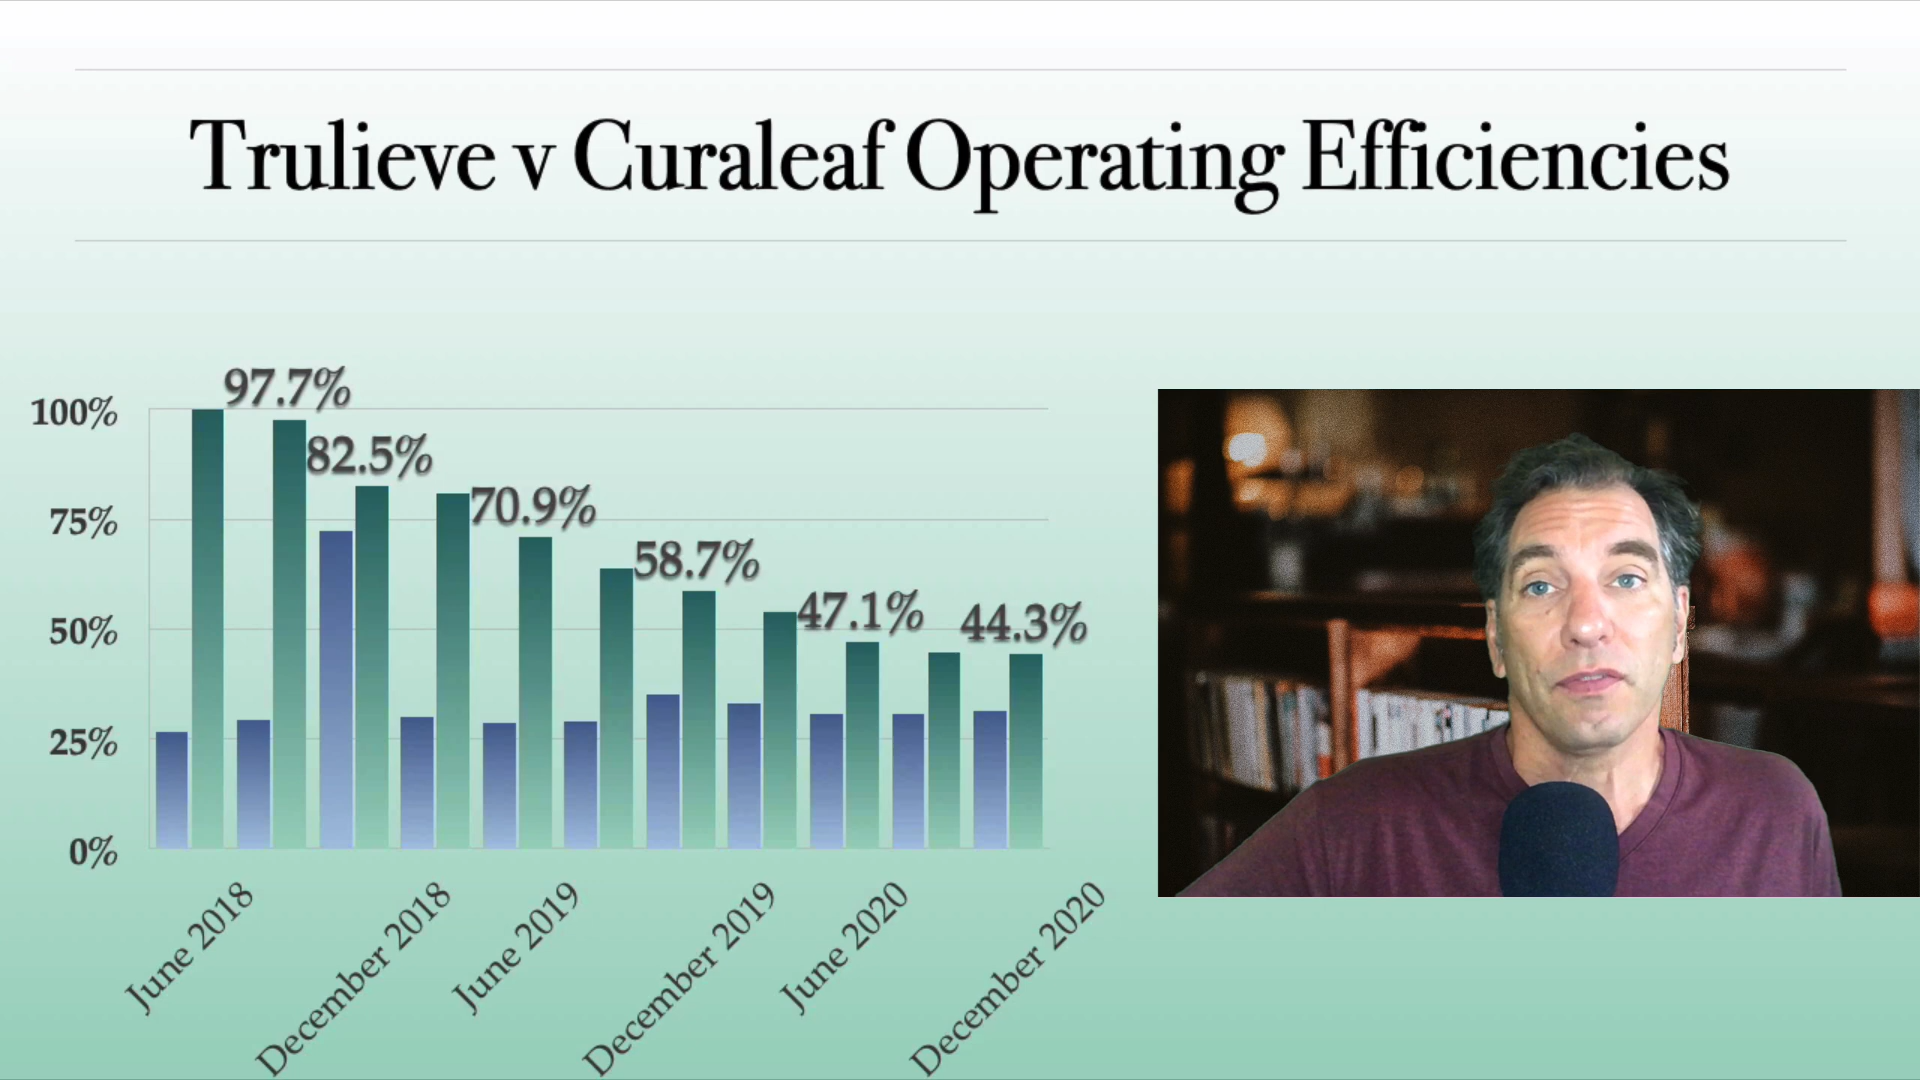 Trulieve v Curaleaf Operating Efficiencies
97.7%
82.5%
70.9%
58.7%
47.1%
44.3%
100%
75%
50%
25%
0%
June 2018
December 2018
June 2019
December 2019
June 2020
December 2020